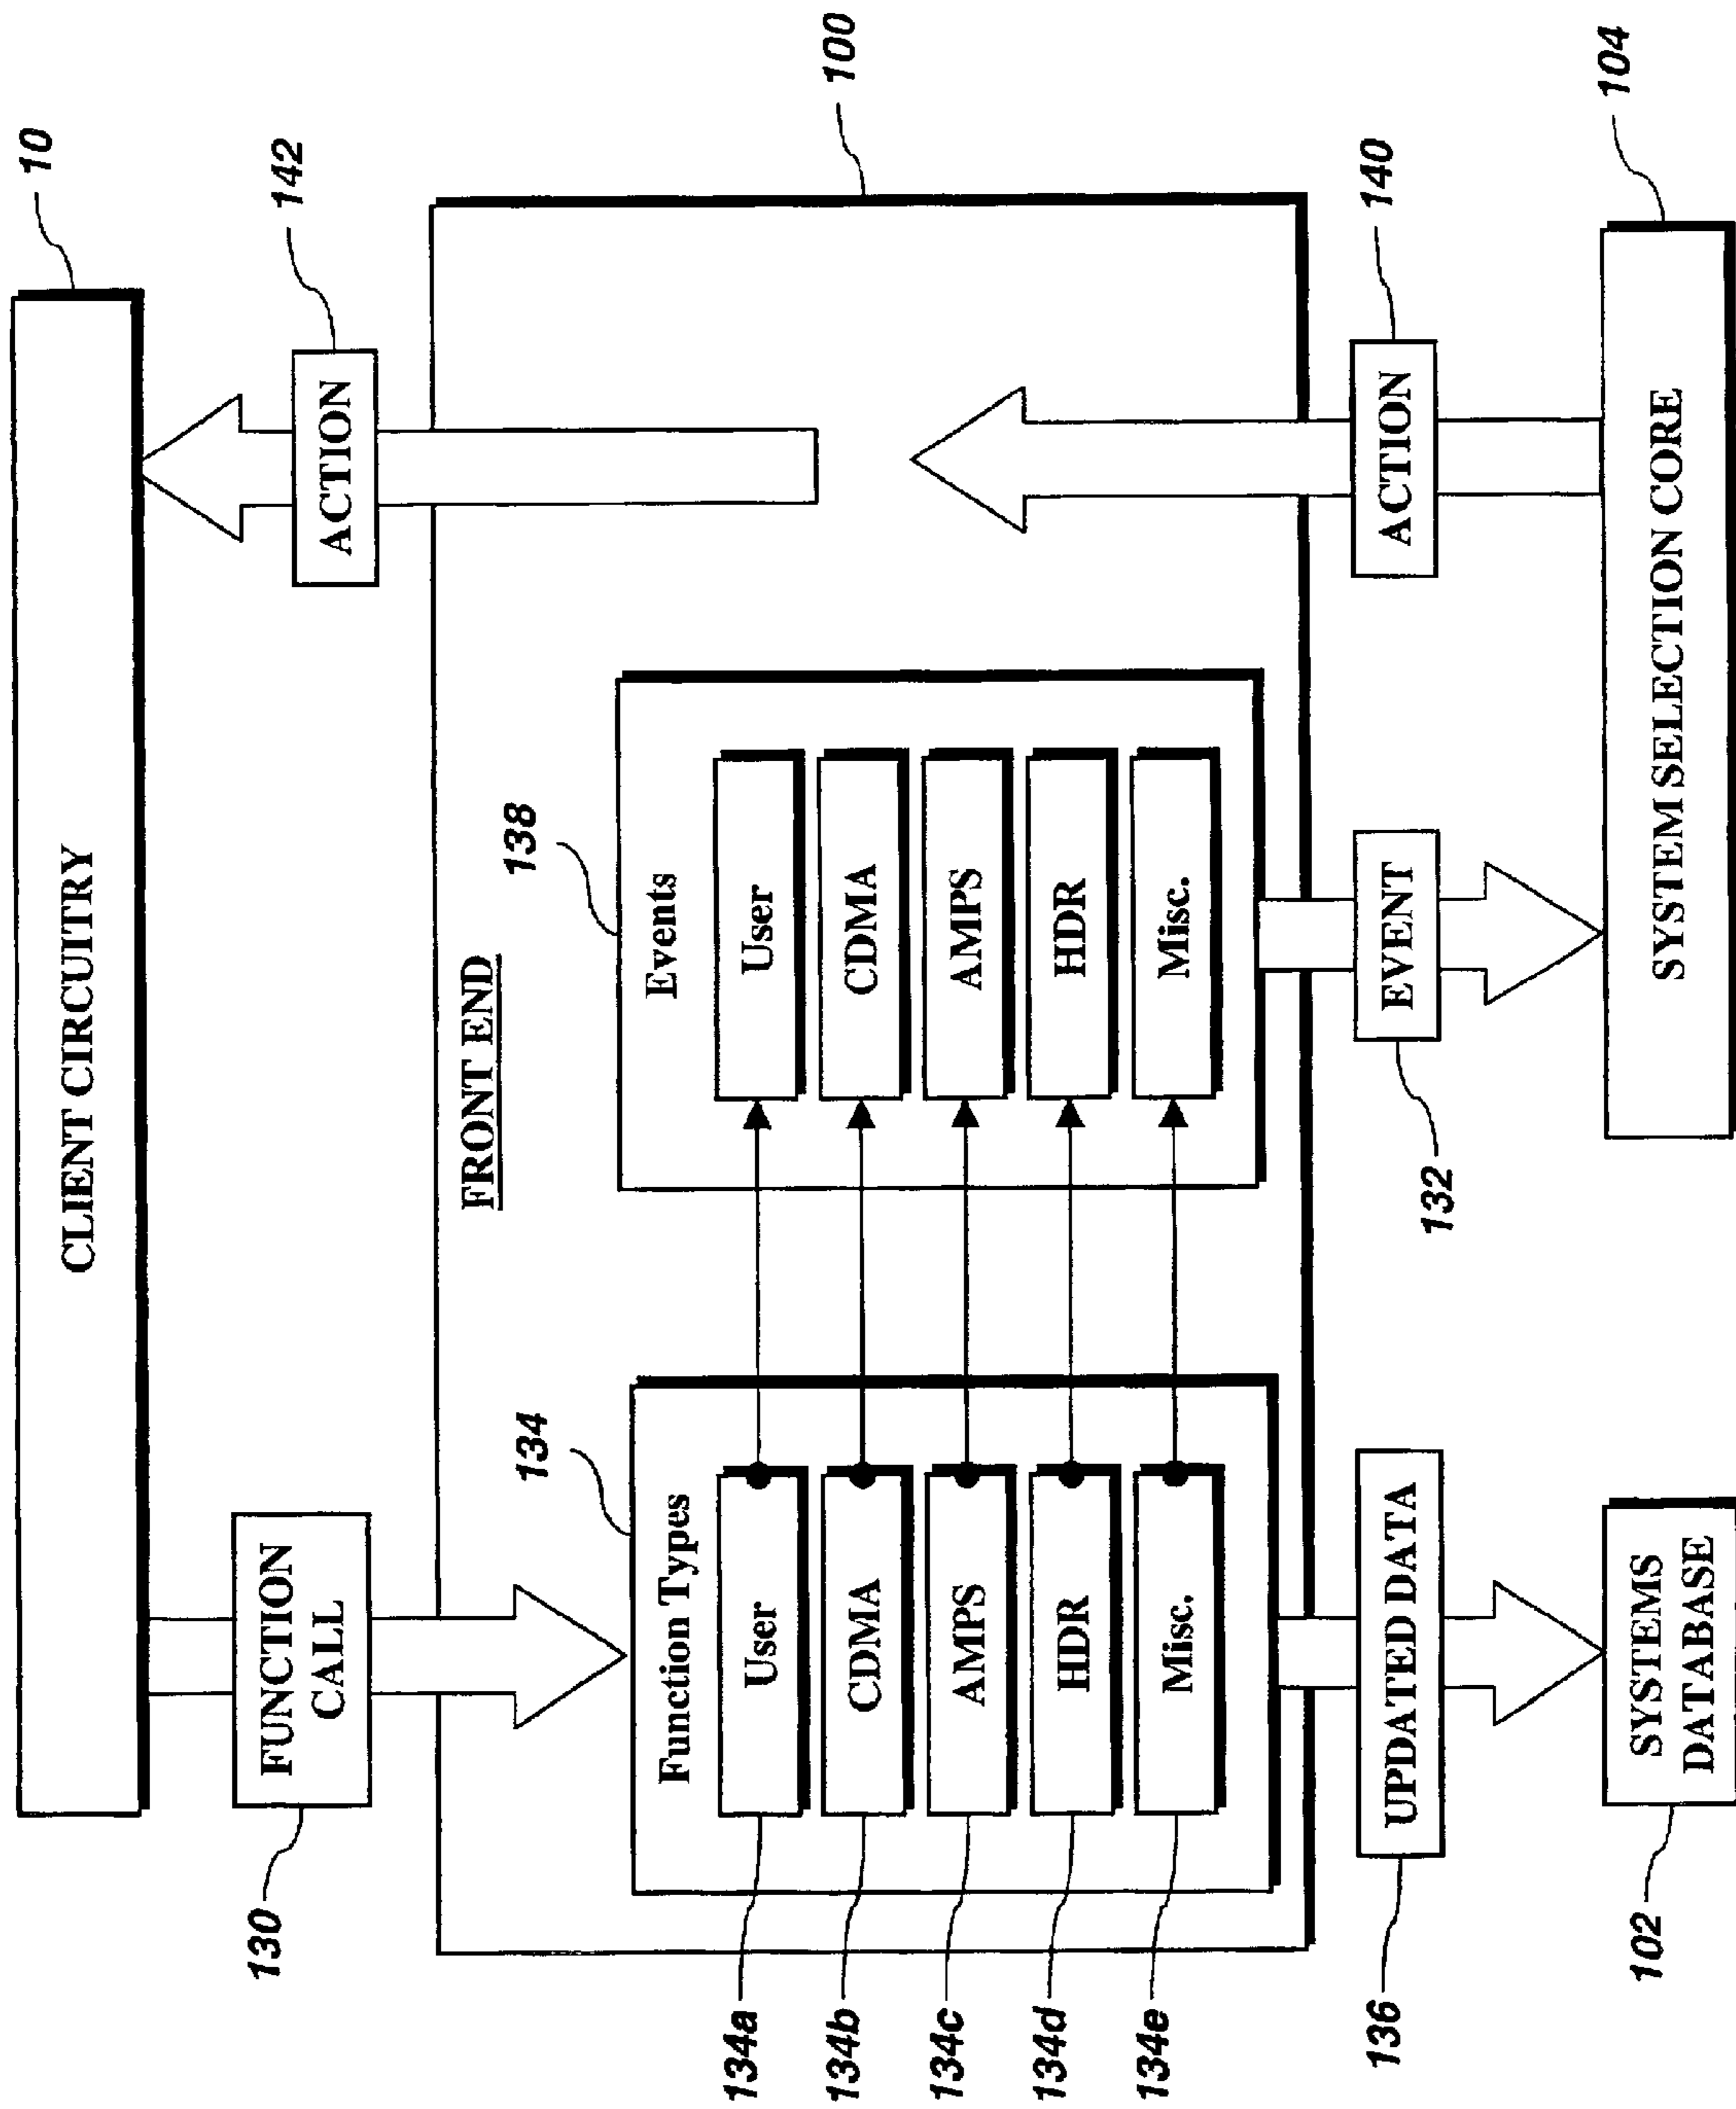 10
CLIENT CIRCUITRY
130
FUNCTION
CALL
ACTION
142
FRONT END
100
134
Function Types
134a
User
134b
CDMA
134c
AMPS
134d
HDR
134e
Misc.
138
Events
User
CDMA
AMPS
HDR
Misc.
136
UPDATED DATA
EVENT
132
ACTION
140
102
SYSTEMS
DATABASE
SYSTEM SELECTION CORE
104